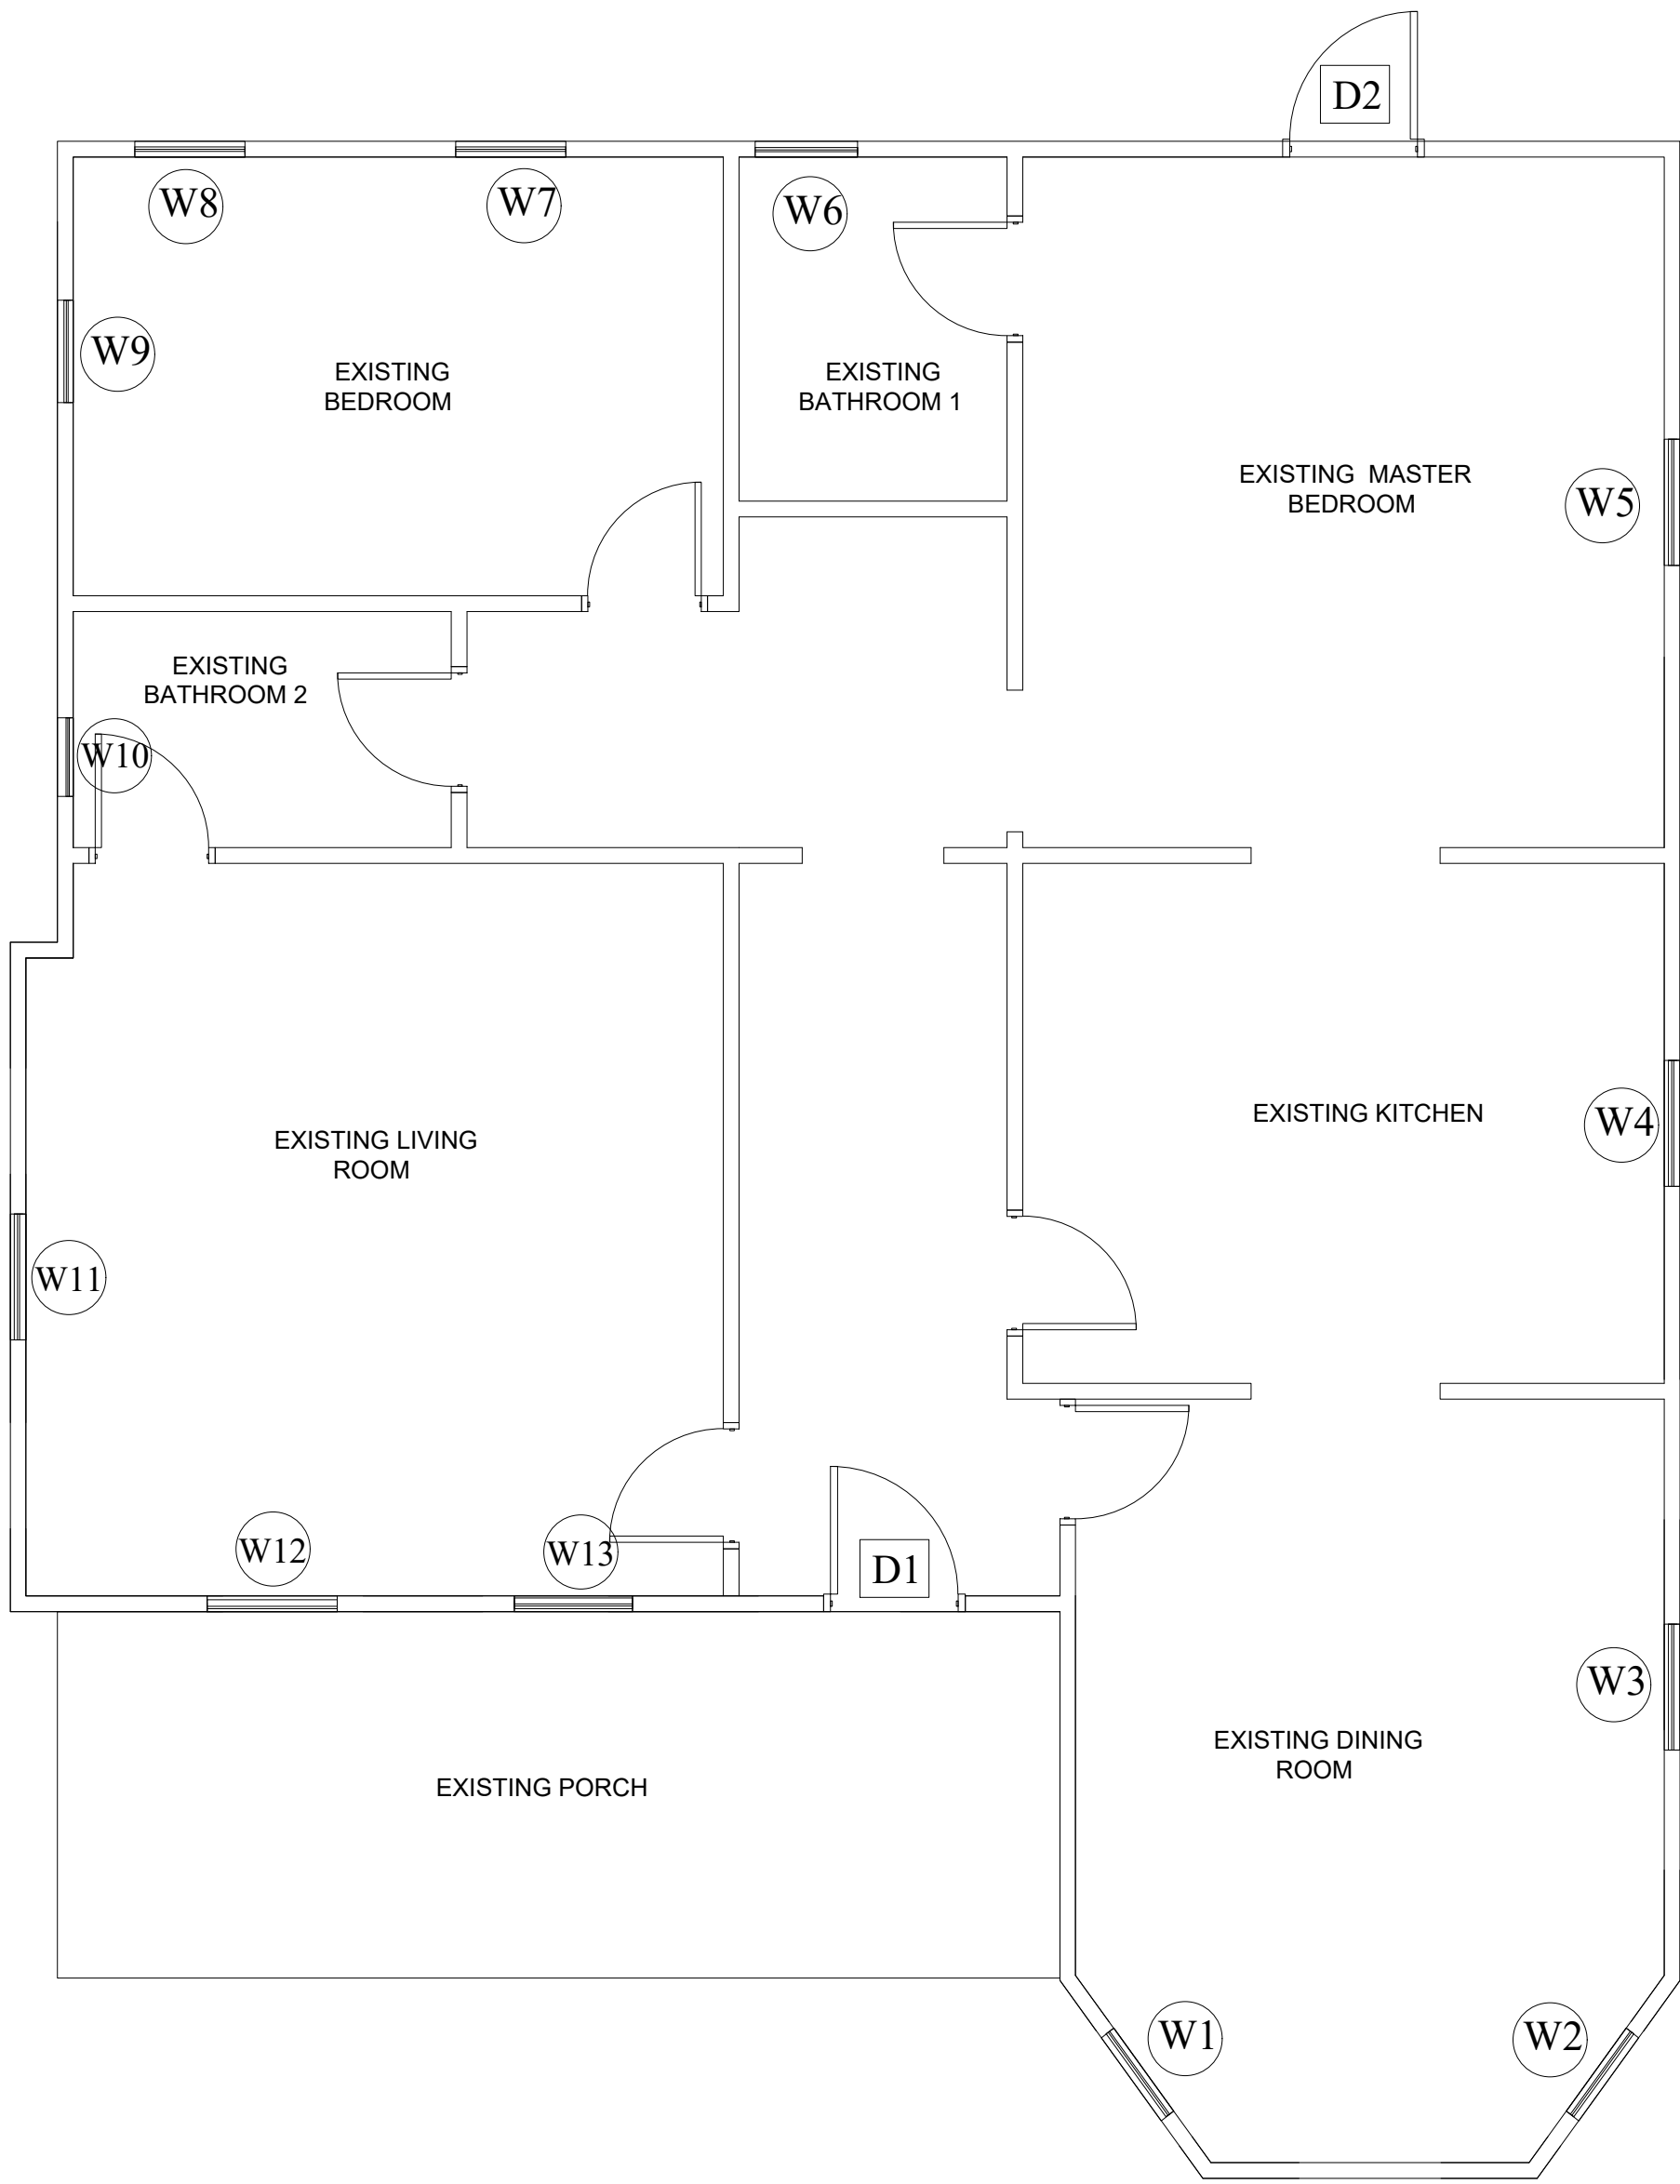 D2
W8
W7
W6
W9
EXISTING
BEDROOM
EXISTING
BATHROOM 1
EXISTING  MASTER
BEDROOM
W5
EXISTING
BATHROOM 2
W10
EXISTING LIVING
ROOM
EXISTING KITCHEN
W4
W11
W12
W13
D1
W3
EXISTING DINING
ROOM
EXISTING PORCH
W1
W2